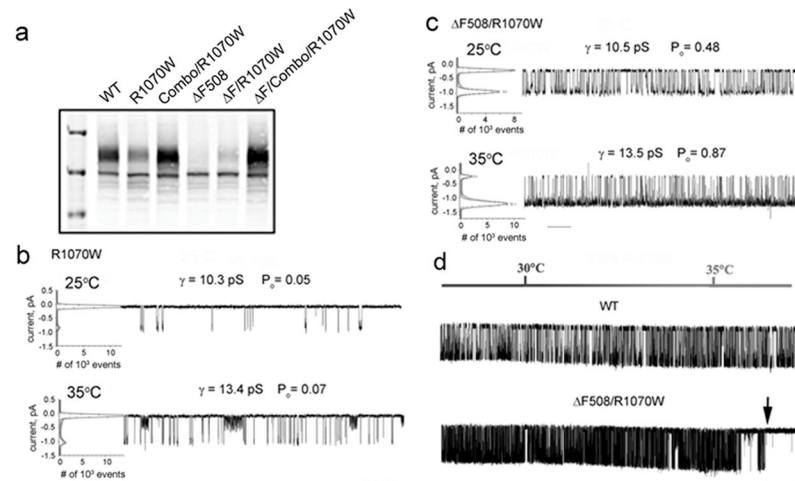 a
WT
R1070W
Combo/R1070W
ΔF508
ΔF/R1070W
ΔF/Combo/R1070W
b
R1070W
25°C
γ = 10.3 pS Po = 0.05
current, pA
0.5
0.0
-0.5
-1.0
-1.5
0 5 10
# of 10³ events
35°C
γ = 13.4 pS Po = 0.07
current, pA
0.5
0.0
-0.5
-1.0
-1.5
0 5 10
# of 10³ events
c
ΔF508/R1070W
25°C
γ = 10.5 pS Po = 0.48
current, pA
0.0
-0.5
-1.0
-1.5
0 4 8
# of 10³ events
35°C
γ = 13.5 pS Po = 0.87
current, pA
0.0
-0.5
-1.0
-1.5
0 5 10
# of 10³ events
d
30°C 35°C
WT
ΔF508/R1070W